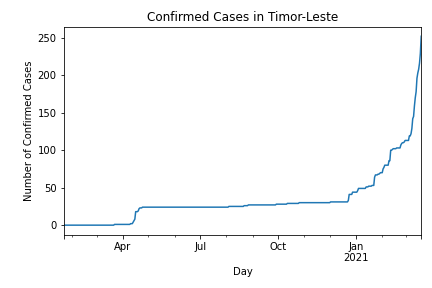 Confirmed Cases in Timor-Leste
250
200
150
100
50
0
Number of Confirmed Cases
Apr Jul Oct Jan
2021
Day